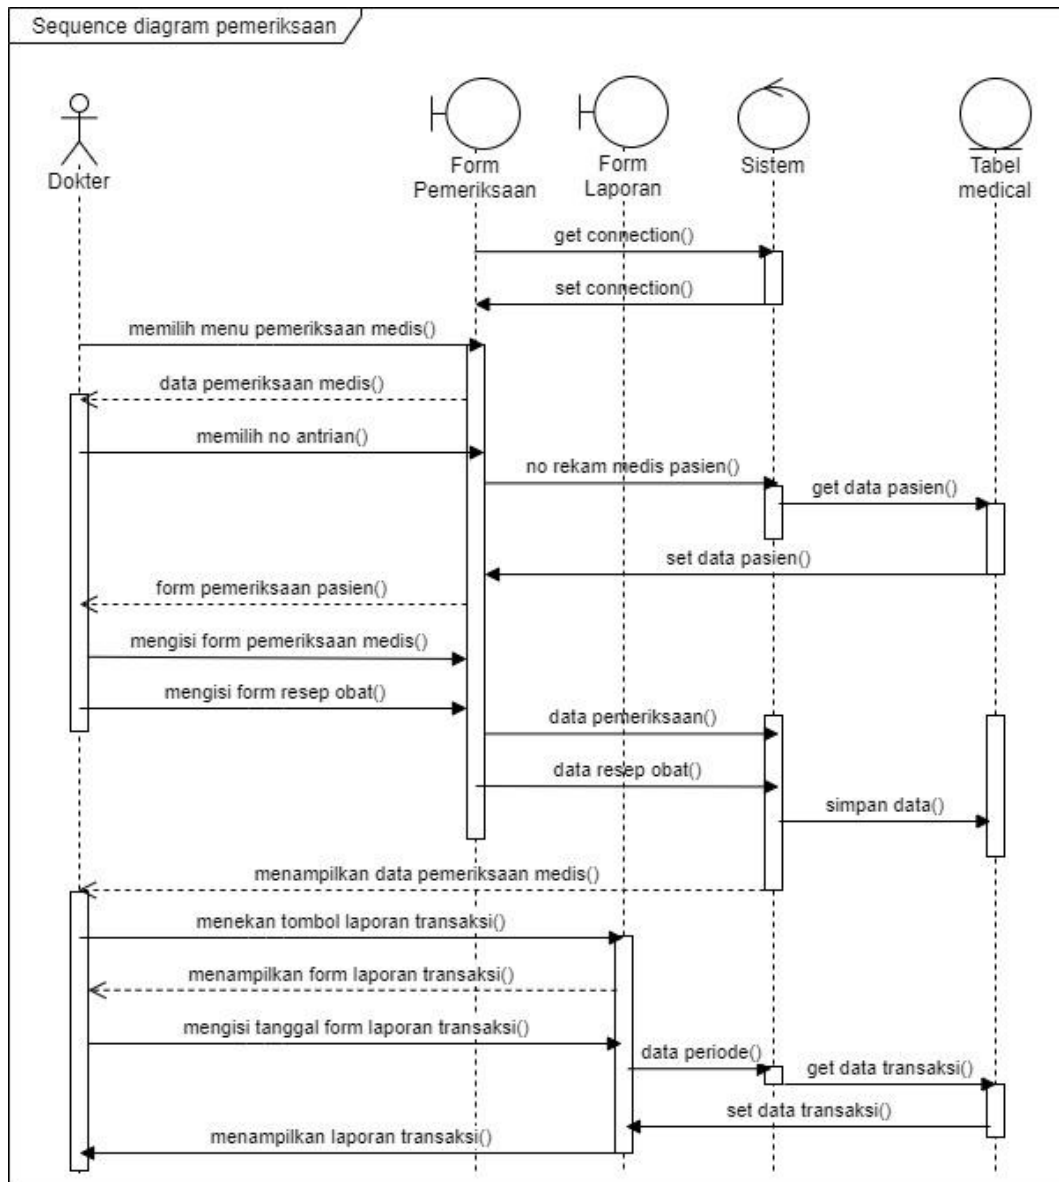 Sequence diagram pemeriksaan
Dokter
Form
Pemeriksaan
Form
Laporan
Sistem
Tabel
medical
get connection()
set connection()
memilih menu pemeriksaan medis()
data pemeriksaan medis()
memilih no antrian()
no rekam medis pasien()
get data pasien()
set data pasien()
form pemeriksaan pasien()
mengisi form pemeriksaan medis()
mengisi form resep obat()
data pemeriksaan()
data resep obat()
simpan data()
menampilkan data pemeriksaan medis()
menekan tombol laporan transaksi()
menampilkan form laporan transaksi()
mengisi tanggal form laporan transaksi()
data periode()
get data transaksi()
set data transaksi()
menampilkan laporan transaksi()